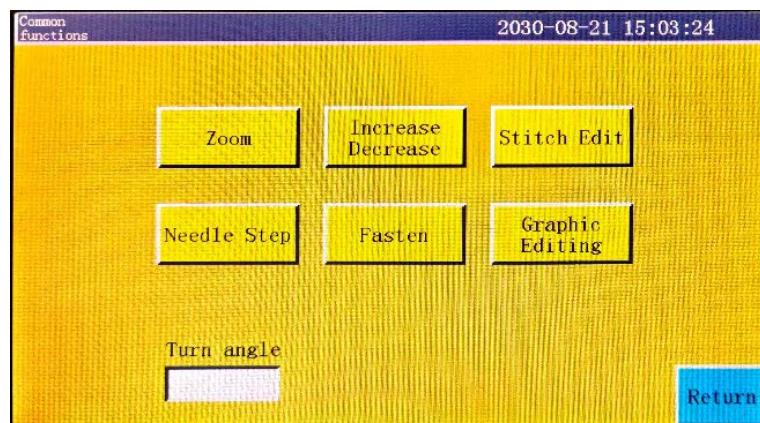 Common
functions
2030-08-21 15:03:24
Zoom
Increase
Decrease
Stitch Edit
Needle Step
Fasten
Graphic
Editing
Turn angle
Return